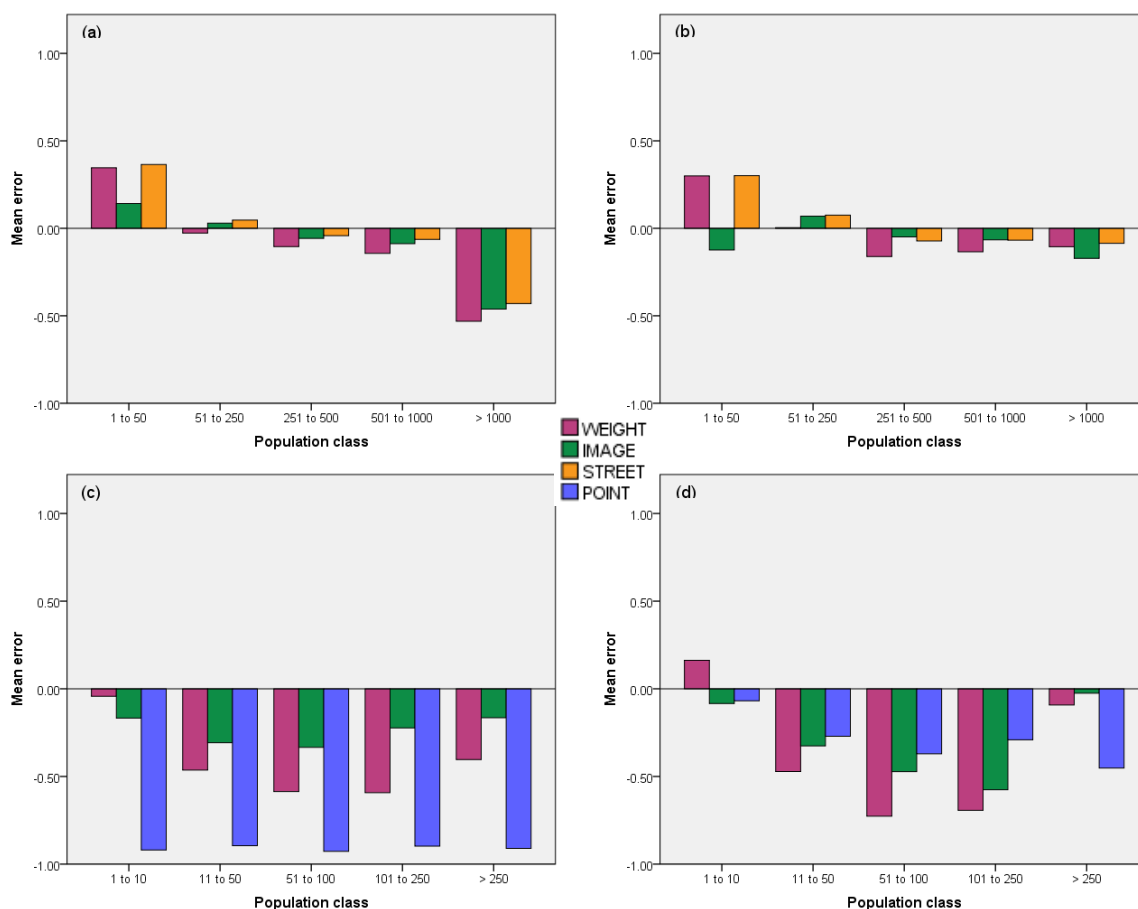 (a)
1.00
0.50
0.00
-0.50
-1.00
Mean error
1 to 50 51 to 250 251 to 500 501 to 1000 > 1000
Population class
(b)
1.00
0.50
0.00
-0.50
-1.00
Mean error
1 to 50 51 to 250 251 to 500 501 to 1000 > 1000
Population class
WEIGHT
IMAGE
STREET
POINT
(c)
1.00
0.50
0.00
-0.50
-1.00
Mean error
1 to 10 11 to 50 51 to 100 101 to 250 > 250
Population class
(d)
1.00
0.50
0.00
-0.50
-1.00
Mean error
1 to 10 11 to 50 51 to 100 101 to 250 > 250
Population class